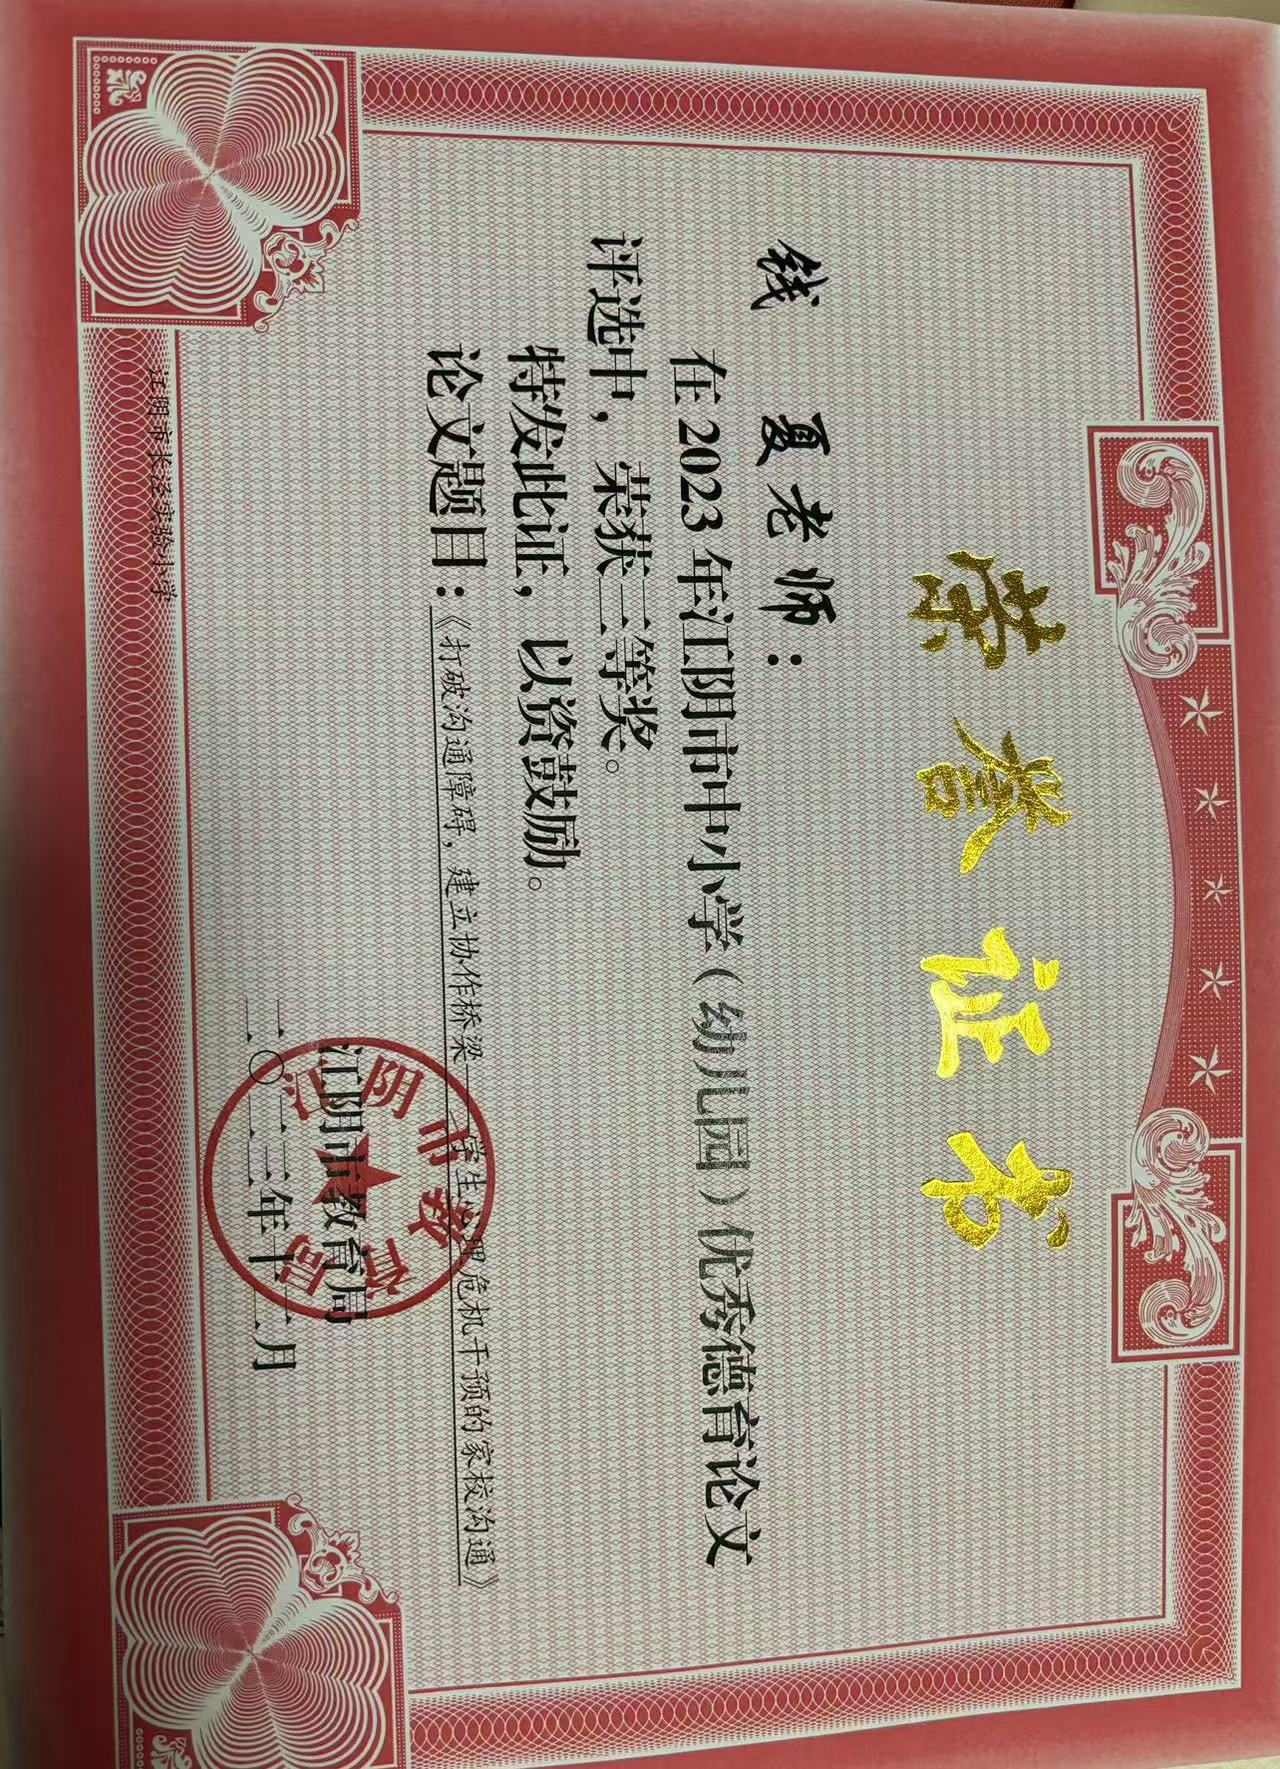 荣誉证书
钱 夏老师：
在2023年江阴市中小学（幼儿园）优秀德育论文
评选中，荣获三等奖。
特发此证，以资鼓励。
论文题目：《打破沟通障碍，建立协作桥梁——学生心理危机干预的家校沟通》
江阴市教育局
江阴市教育局
二〇二三年十二月
江阴市长泾实验小学